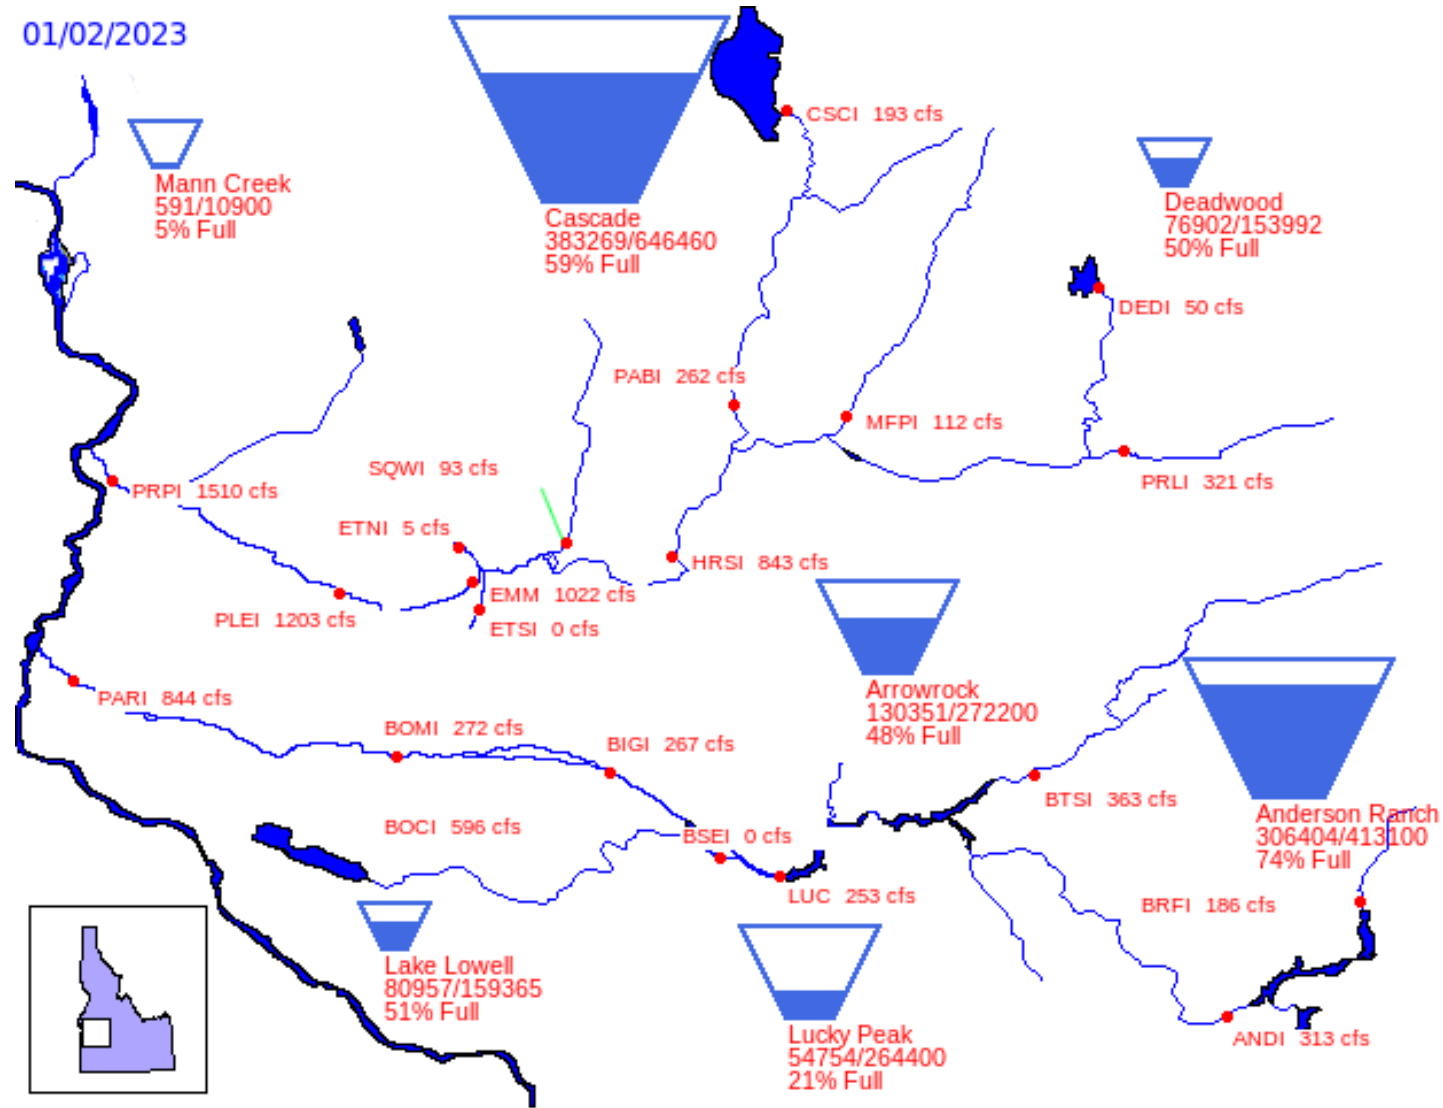 01/02/2023
CSCI 193 cfs
Mann Creek
591/10900
5% Full
Cascade
383269/646460
59% Full
Deadwood
76902/153992
50% Full
DEDI 50 cfs
PABI 262 cfs
MFPI 112 cfs
SQWI 93 cfs
PRPI 1510 cfs
PRLI 321 cfs
ETNI 5 cfs
HRSI 843 cfs
EMM 1022 cfs
PLEI 1203 cfs
ETSI 0 cfs
PARI 844 cfs
Arrowrock
130351/272200
48% Full
BOMI 272 cfs
BIGI 267 cfs
BTSI 363 cfs
Anderson Ranch
306404/413100
74% Full
BOCI 596 cfs
BSEI 0 cfs
LUC 253 cfs
BRFI 186 cfs
Lake Lowell
80957/159365
51% Full
Lucky Peak
54754/264400
21% Full
ANDI 313 cfs